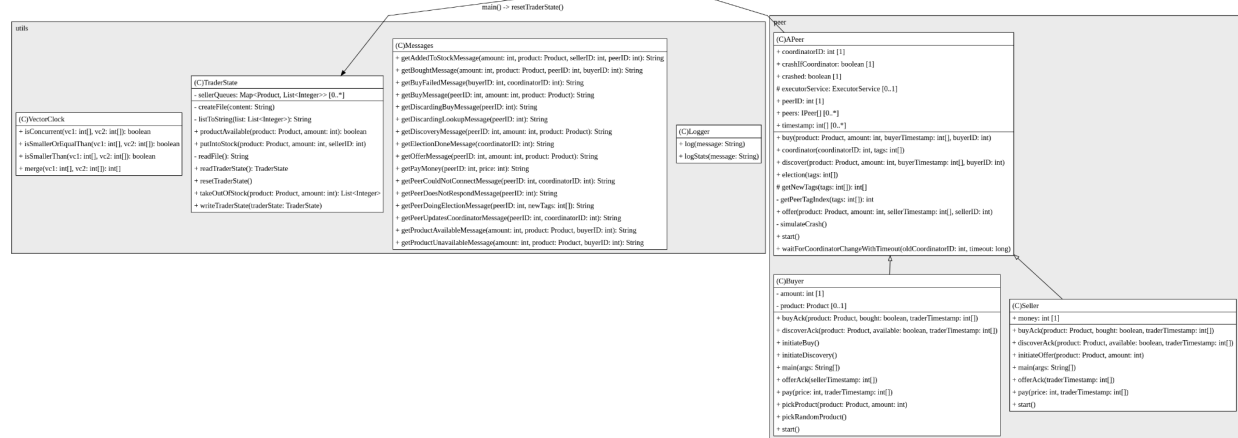 main() -> resetTraderState()
utils
(C)VectorClock
+ isConcurrent(vc1: int[], vc2: int[]): boolean
+ isSmallerOrEqualThan(vc1: int[], vc2: int[]): boolean
+ isSmallerThan(vc1: int[], vc2: int[]): boolean
+ merge(vc1: int[], vc2: int[]): int[]
(C)TraderState
- sellerQueues: Map<Product, List<Integer>> [0..*]
- createFile(content: String)
- listToString(list: List<Integer>): String
+ productAvailable(product: Product, amount: int): boolean
+ putIntoStock(product: Product, amount: int, sellerID: int)
- readFile(): String
+ readTraderState(): TraderState
+ resetTraderState()
+ takeOutOfStock(product: Product, amount: int): List<Integer>
+ writeTraderState(traderState: TraderState)
(C)Messages
+ getAddedToStockMessage(amount: int, product: Product, sellerID: int, peerID: int): String
+ getBoughtMessage(amount: int, product: Product, peerID: int, buyerID: int): String
+ getBuyFailedMessage(buyerID: int, coordinatorID: int): String
+ getBuyMessage(peerID: int, amount: int, product: Product): String
+ getDiscardingBuyMessage(peerID: int): String
+ getDiscardingLookupMessage(peerID: int): String
+ getDiscoveryMessage(peerID: int, amount: int, product: Product): String
+ getElectionDoneMessage(coordinatorID: int): String
+ getOfferMessage(peerID: int, amount: int, product: Product): String
+ getPayMoney(peerID: int, price: int): String
+ getPeerCouldNotConnectMessage(peerID: int, coordinatorID: int): String
+ getPeerDoesNotRespondMessage(peerID: int): String
+ getPeerDoingElectionMessage(peerID: int, newTags: int[]): String
+ getPeerUpdatesCoordinatorMessage(peerID: int, coordinatorID: int): String
+ getProductAvailableMessage(amount: int, product: Product, buyerID: int): String
+ getProductUnavailableMessage(amount: int, product: Product, buyerID: int): String
(C)Logger
+ log(message: String)
+ logStats(message: String)
peer
(C)APeer
+ coordinatorID: int [1]
+ crashIfCoordinator: boolean [1]
+ crashed: boolean [1]
# executorService: ExecutorService [0..1]
+ peerID: int [1]
+ peers: IPeer[] [0..*]
+ timestamp: int[] [0..*]
+ buy(product: Product, amount: int, buyerTimestamp: int[], buyerID: int)
+ coordinator(coordinatorID: int, tags: int[])
+ discover(product: Product, amount: int, buyerTimestamp: int[], buyerID: int)
+ election(tags: int[])
# getNewTags(tags: int[]): int[]
- getPeerTagIndex(tags: int[]): int
+ offer(product: Product, amount: int, sellerTimestamp: int[], sellerID: int)
- simulateCrash()
+ start()
+ waitForCoordinatorChangeWithTimeout(oldCoordinatorID: int, timeout: long)
(C)Buyer
- amount: int [1]
- product: Product [0..1]
+ buyAck(product: Product, bought: boolean, traderTimestamp: int[])
+ discoverAck(product: Product, available: boolean, traderTimestamp: int[])
+ initiateBuy()
+ initiateDiscovery()
+ main(args: String[])
+ offerAck(sellerTimestamp: int[])
+ pay(price: int, traderTimestamp: int[])
+ pickProduct(product: Product, amount: int)
+ pickRandomProduct()
+ start()
(C)Seller
+ money: int [1]
+ buyAck(product: Product, bought: boolean, traderTimestamp: int[])
+ discoverAck(product: Product, available: boolean, traderTimestamp: int[])
+ initiateOffer(product: Product, amount: int)
+ main(args: String[])
+ offerAck(traderTimestamp: int[])
+ pay(price: int, traderTimestamp: int[])
+ start()